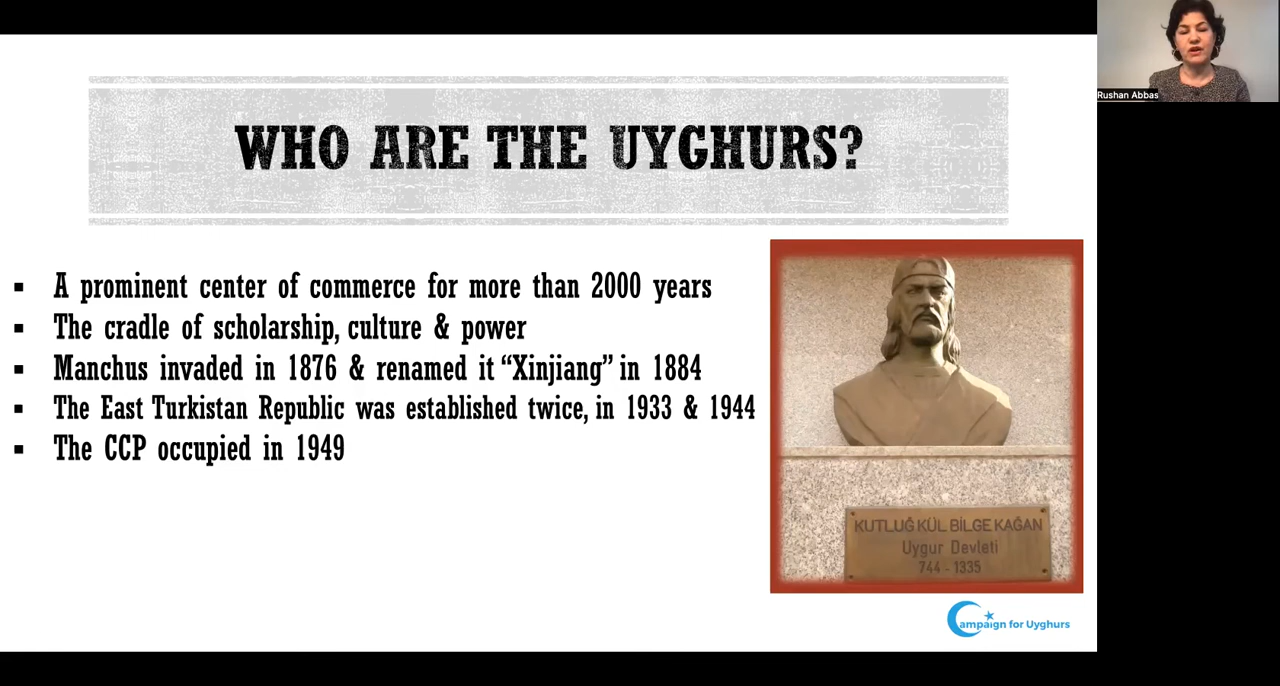 Rushan Abbas
WHO ARE THE UYGHURS?
▪ A prominent center of commerce for more than 2000 years
▪ The cradle of scholarship, culture & power
▪ Manchus invaded in 1876 & renamed it “Xinjiang” in 1884
▪ The East Turkistan Republic was established twice, in 1933 & 1944
▪ The CCP occupied in 1949
KUTLUĞ KÜL BİLGE KAĞAN
Uygur Devleti
744 - 1335
Campaign for Uyghurs